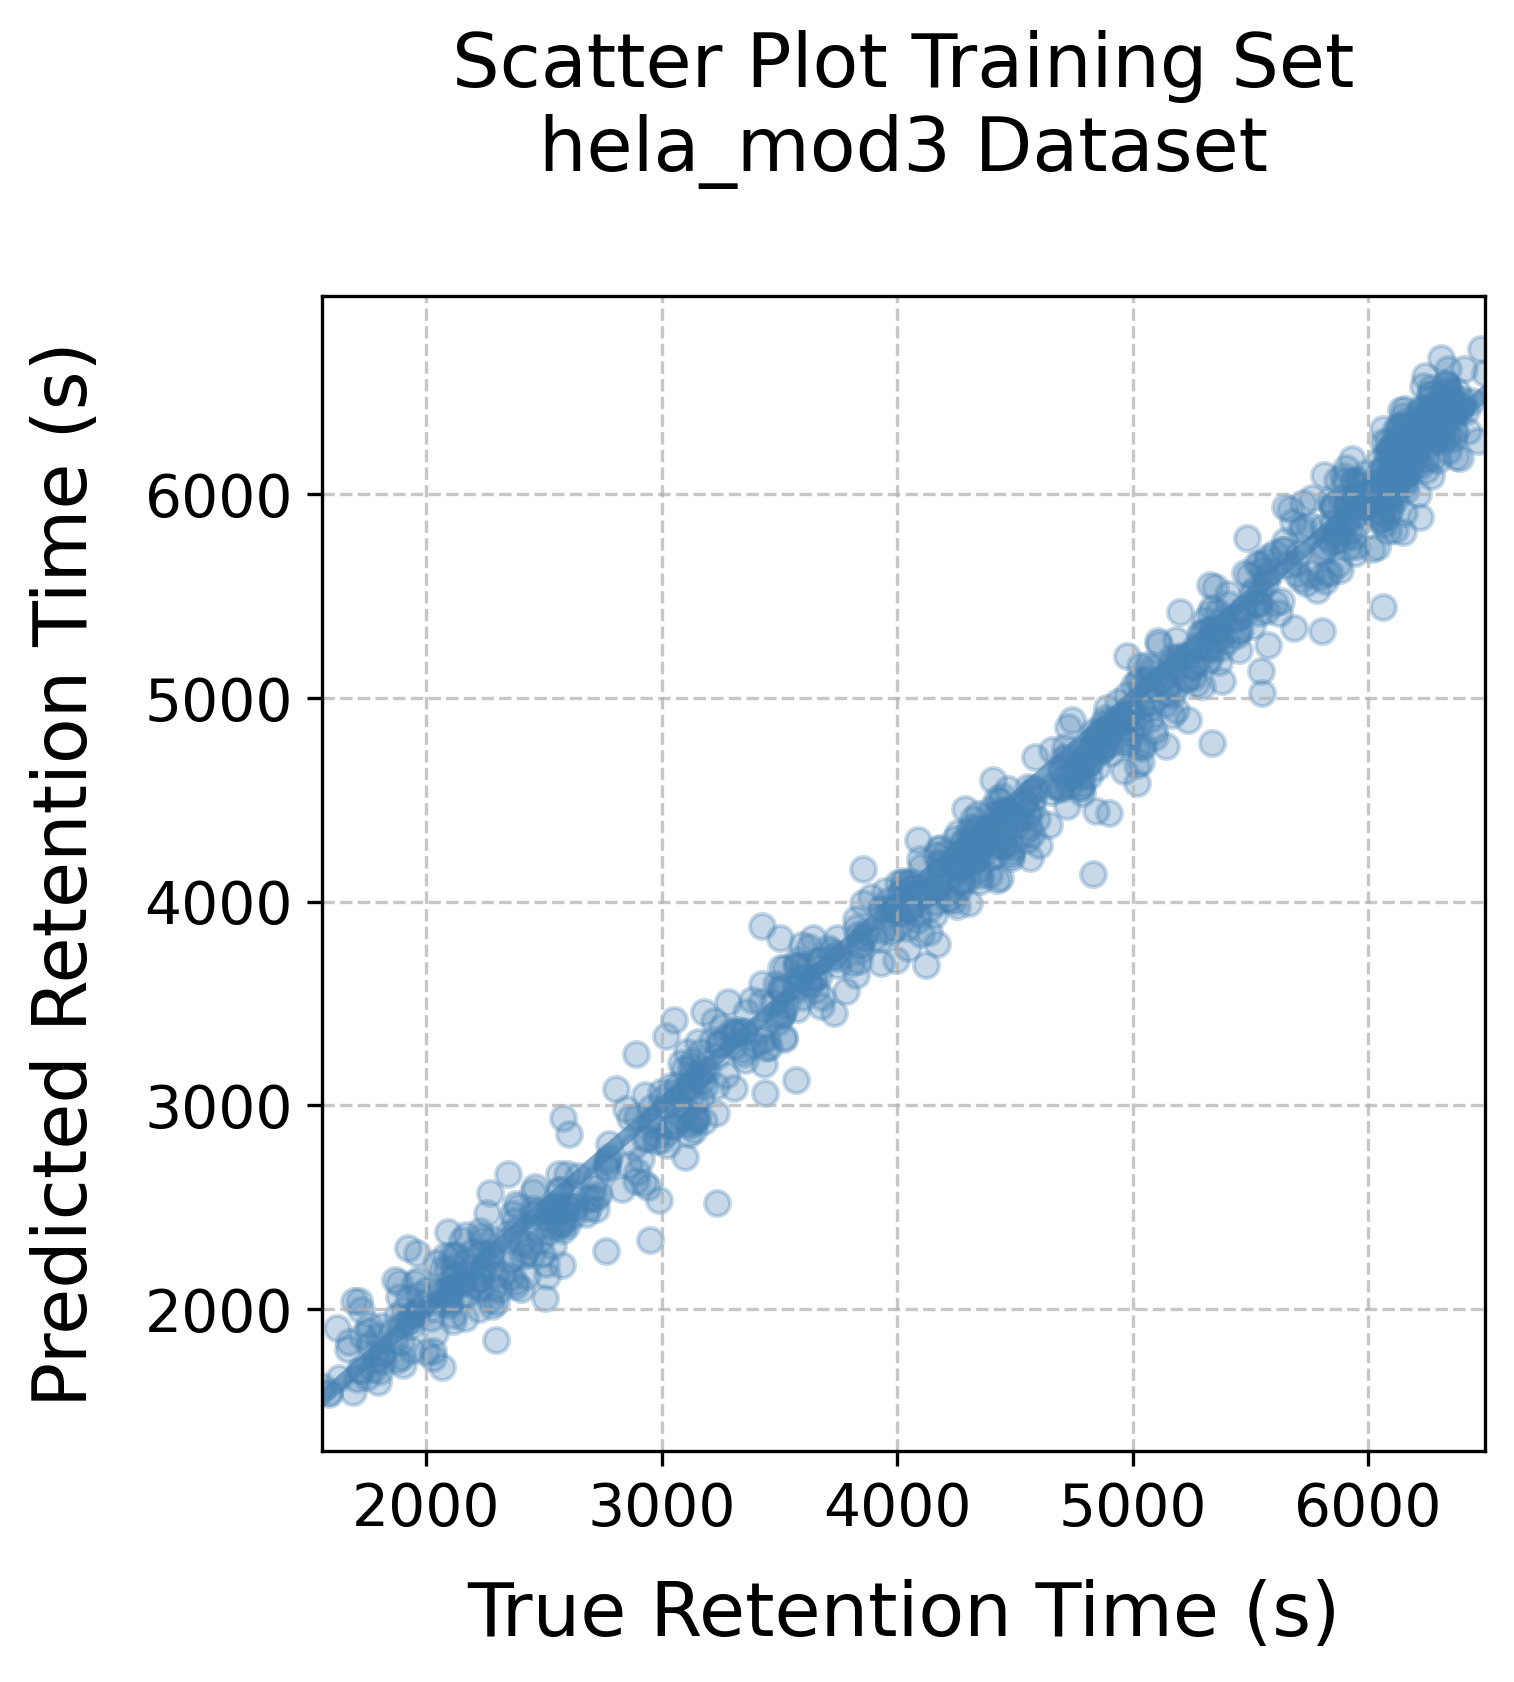 Scatter Plot Training Set
hela_mod3 Dataset
Predicted Retention Time (s)
6000
5000
4000
3000
2000
2000 3000 4000 5000 6000
True Retention Time (s)